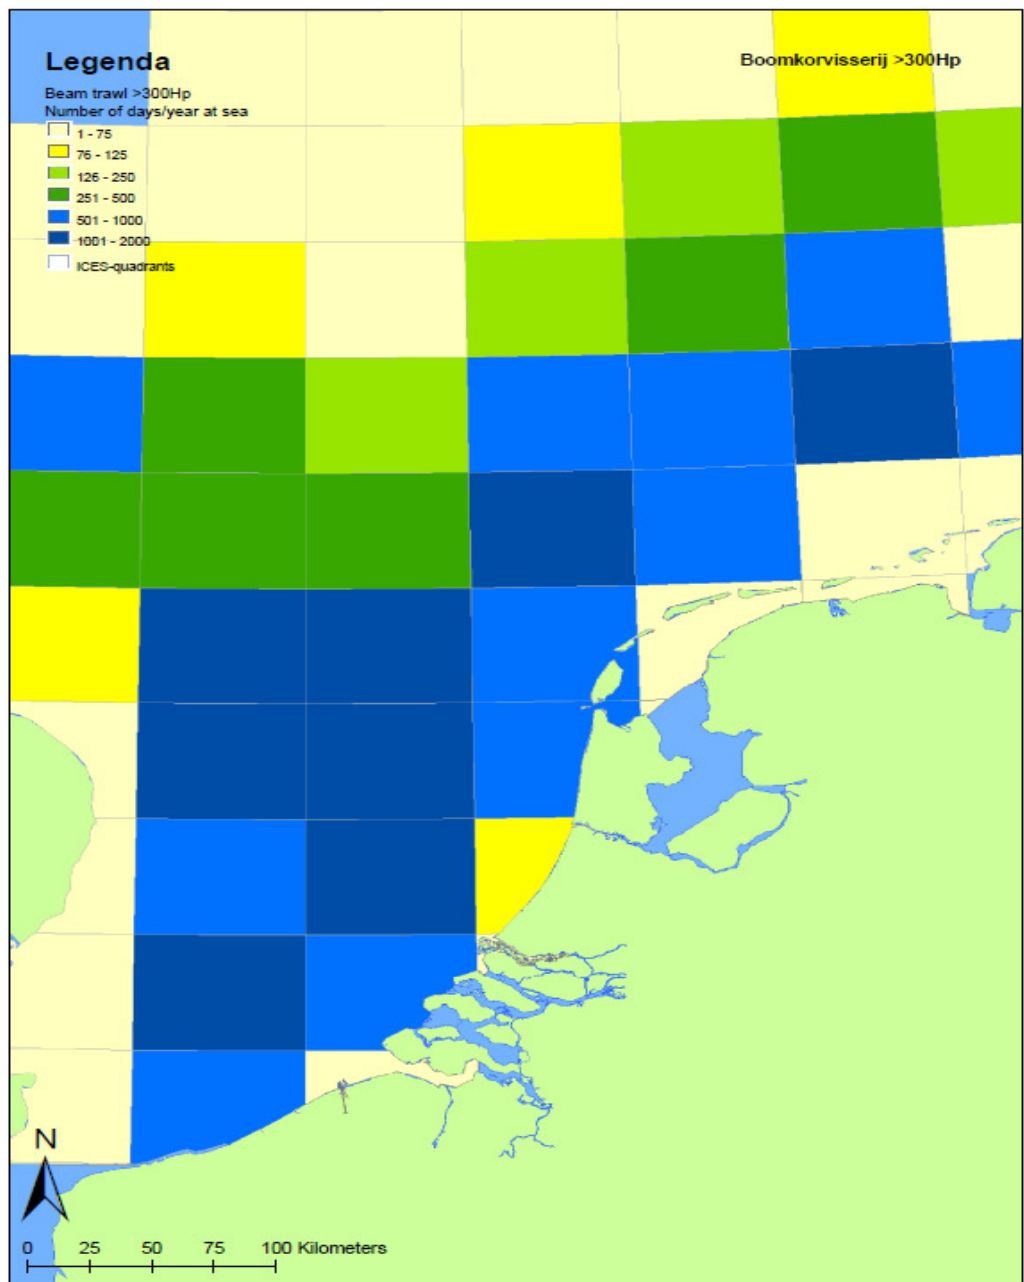 Legenda
Boomkorvisserij >300Hp
Beam trawl >300Hp
Number of days/year at sea
1 - 75
76 - 125
126 - 250
251 - 500
501 - 1000
1001 - 2000
ICES-quadrants
N
0 25 50 75 100 Kilometers